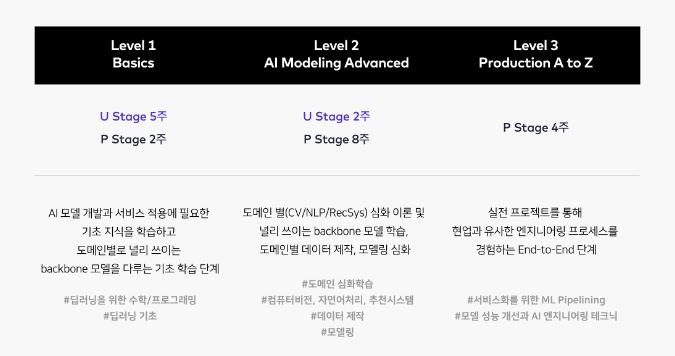 Level 1
Basics
Level 2
AI Modeling Advanced
Level 3
Production A to Z
U Stage 5주
P Stage 2주
U Stage 2주
P Stage 8주
P Stage 4주
AI 모델 개발과 서비스 적용에 필요한
기초 지식을 학습하고
도메인별로 널리 쓰이는
backbone 모델을 다루는 기초 학습 단계
#딥러닝을 위한 수학/프로그래밍
#딥러닝 기초
도메인 별(CV/NLP/RecSys) 심화 이론 및
널리 쓰이는 backbone 모델 학습,
도메인별 데이터 제작, 모델링 심화
#도메인 심화학습
#컴퓨터비전, 자연어처리, 추천시스템
#데이터 제작
#모델링
실전 프로젝트를 통해
현업과 유사한 엔지니어링 프로세스를
경험하는 End-to-End 단계
#서비스화를 위한 ML Pipelining
#모델 성능 개선과 AI 엔지니어링 테크닉